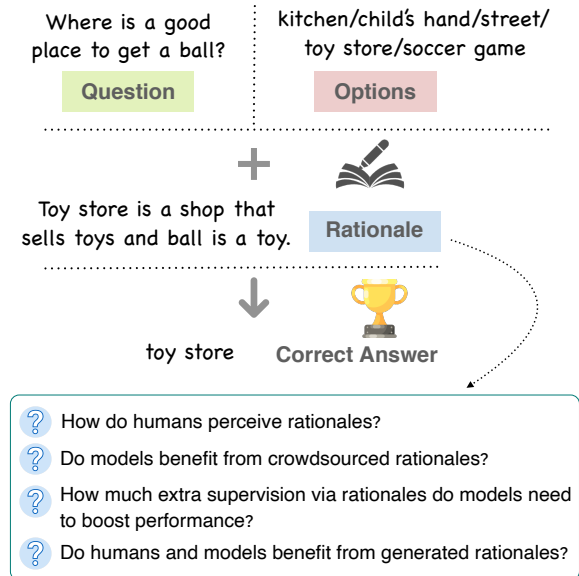 Where is a good
place to get a ball?
Question
kitchen/child's hand/street/
toy store/soccer game
Options
Toy store is a shop that
sells toys and ball is a toy.
Rationale
toy store
Correct Answer
How do humans perceive rationales?
Do models benefit from crowdsourced rationales?
How much extra supervision via rationales do models need
to boost performance?
Do humans and models benefit from generated rationales?